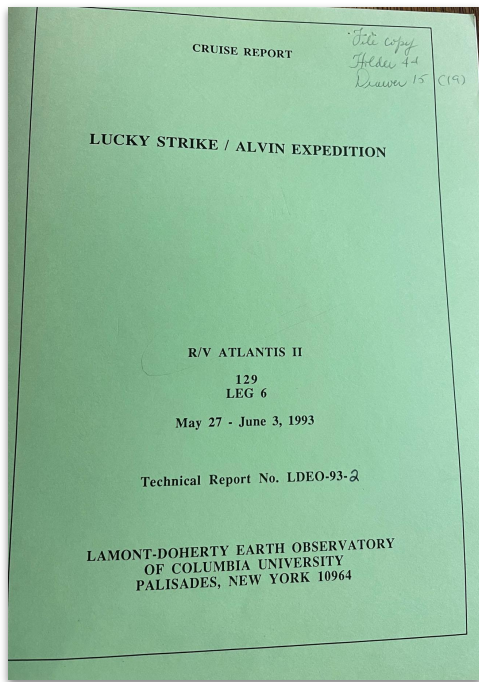 CRUISE REPORT
File copy
Holder 44
Drawer 15 (19)
LUCKY STRIKE / ALVIN EXPEDITION
R/V ATLANTIS II
129
LEG 6
May 27 - June 3, 1993
Technical Report No. LDEO-93-2
LAMONT-DOHERTY EARTH OBSERVATORY
OF COLUMBIA UNIVERSITY
PALISADES, NEW YORK 10964